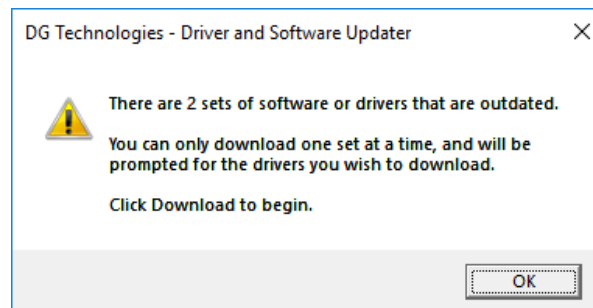 DG Technologies - Driver and Software Updater
There are 2 sets of software or drivers that are outdated.
You can only download one set at a time, and will be
prompted for the drivers you wish to download.
Click Download to begin.
OK